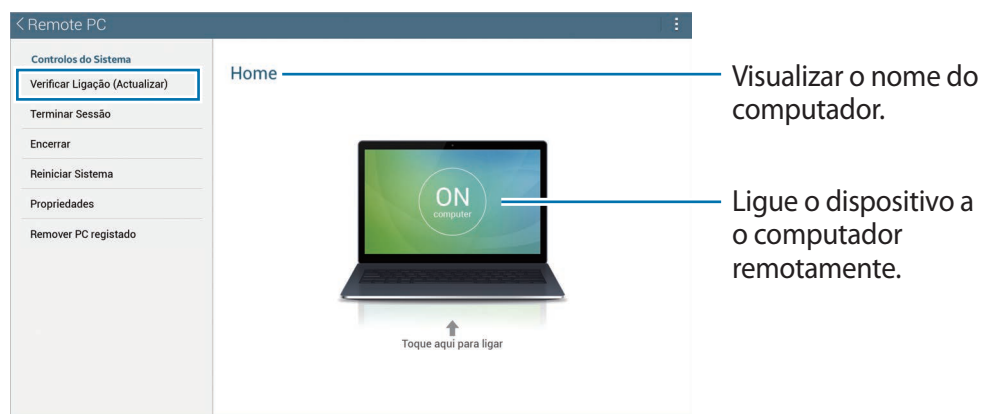 Remote PC
Controlos do Sistema
Verificar Ligação (Actualizar)
Terminar Sessão
Encerrar
Reiniciar Sistema
Propriedades
Remover PC registado
Home
ON
computer
Toque aqui para ligar
Visualizar o nome do
computador.
Ligue o dispositivo a
o computador
remotamente.